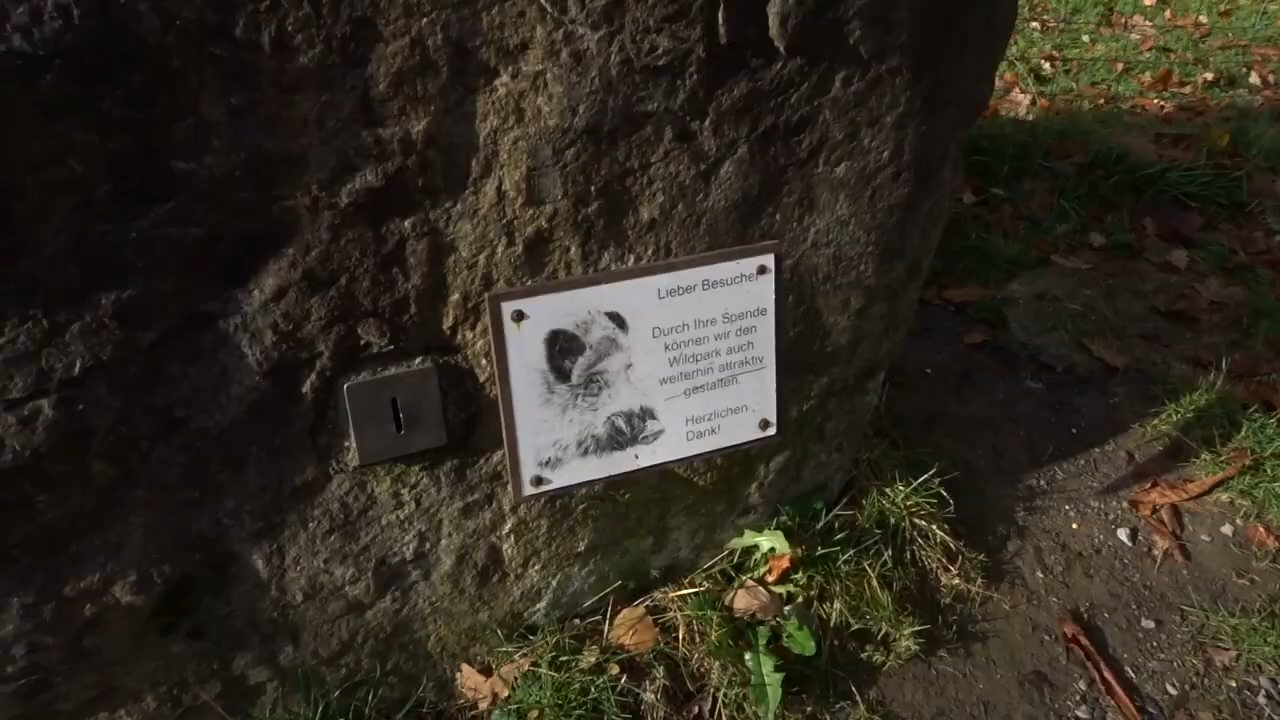 Lieber Besucher
Durch Ihre Spende
können wir den
Wildpark auch
weiterhin attraktiv
gestalten.
Herzlichen
Dank!